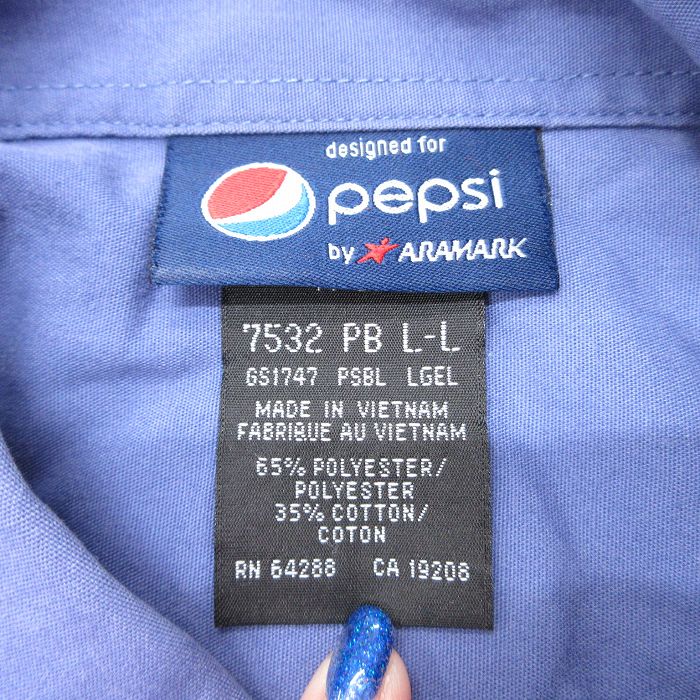 designed for
pepsi
by ARAMARK
7532 PB L-L
GS1747 PSBL LGEL
MADE IN VIETNAM
FABRIQUE AU VIETNAM
65% POLYESTER/
POLYESTER
35% COTTON/
COTON
RN 64288 CA 19208